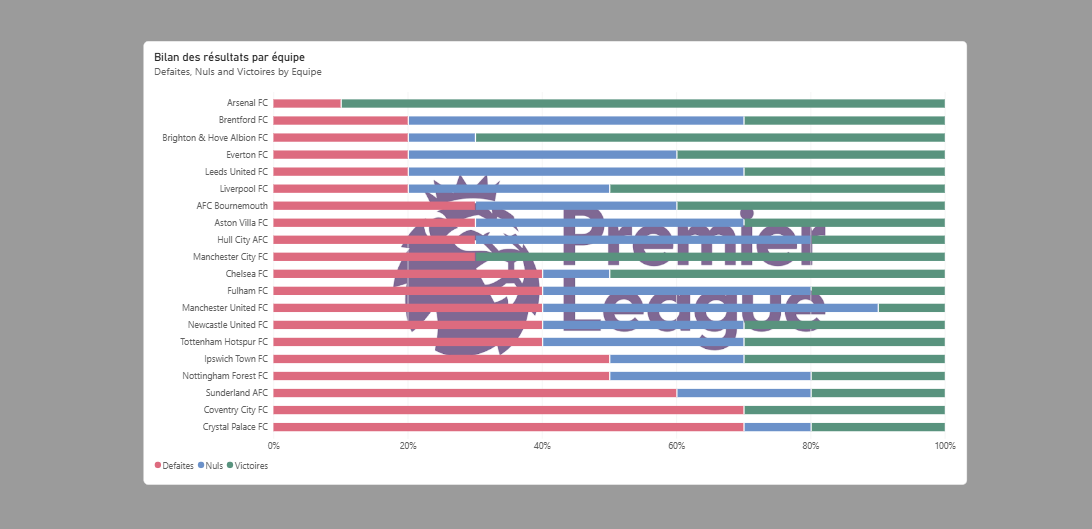 Bilan des résultats par équipe
Defaites, Nuls and Victoires by Equipe
Arsenal FC
Brentford FC
Brighton & Hove Albion FC
Everton FC
Leeds United FC
Liverpool FC
AFC Bournemouth
Aston Villa FC
Hull City AFC
Manchester City FC
Chelsea FC
Fulham FC
Manchester United FC
Newcastle United FC
Tottenham Hotspur FC
Ipswich Town FC
Nottingham Forest FC
Sunderland AFC
Coventry City FC
Crystal Palace FC
Premier
League
0% 20% 40% 60% 80% 100%
Defaites Nuls Victoires